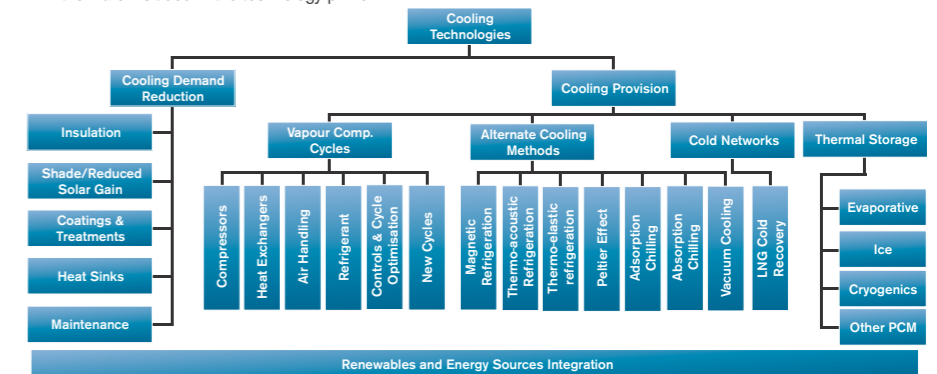 Cooling
Technologies
Cooling Demand
Reduction
Cooling Provision
Insulation
Shade/Reduced
Solar Gain
Coatings &
Treatments
Heat Sinks
Maintenance
Vapour Comp.
Cycles
Alternate Cooling
Methods
Cold Networks
Thermal Storage
Compressors
Heat Exchangers
Air Handling
Refrigerant
Controls & Cycle
Optimisation
New Cycles
Magnetic
Refrigeration
Thermo-acoustic
Refrigeration
Thermo-elastic
refrigeration
Peltier Effect
Adsorption
Chilling
Absorption
Chilling
Vacuum Cooling
LNG Cold
Recovery
Evaporative
Ice
Cryogenics
Other PCM
Renewables and Energy Sources Integration